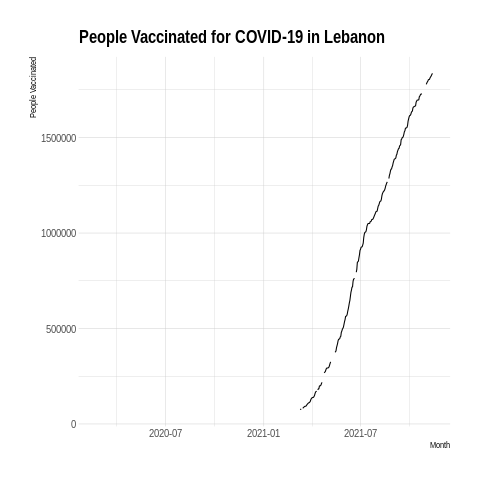 People Vaccinated for COVID-19 in Lebanon
People Vaccinated
1500000
1000000
500000
0
2020-07 2021-01 2021-07
Month